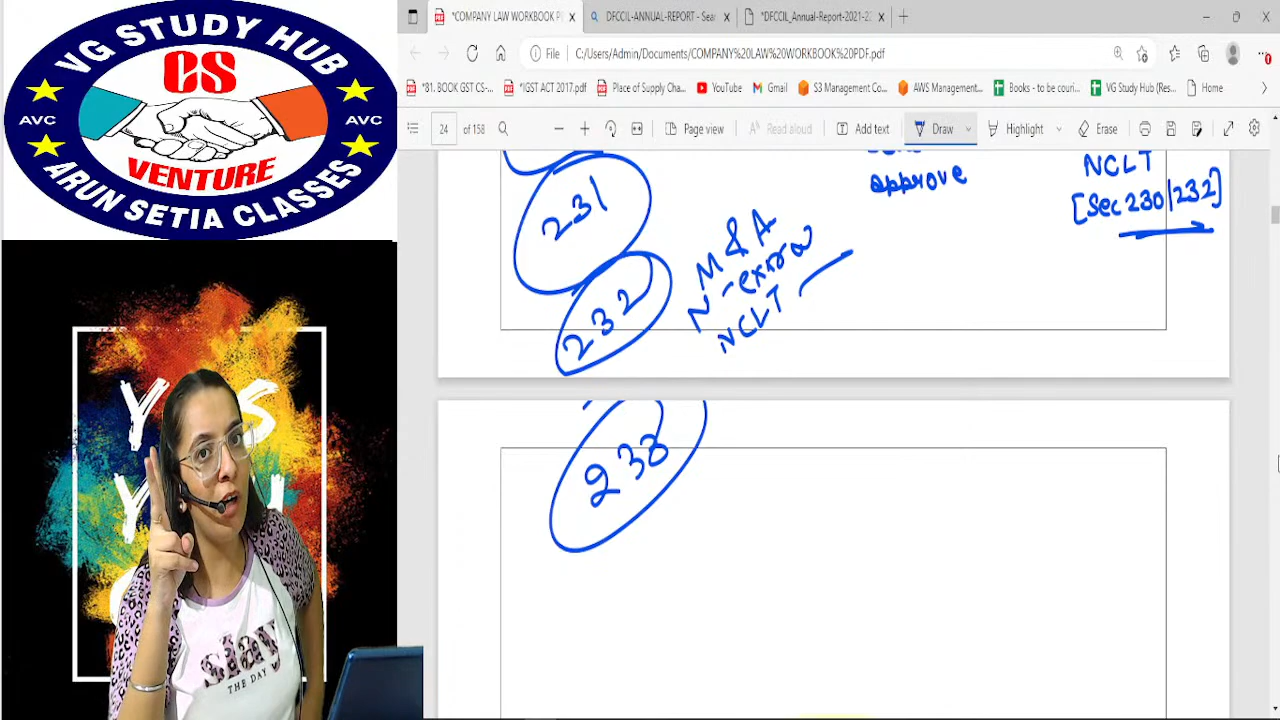 VG STUDY HUB
CS
AVC
AVC
VENTURE
ARUN SETIA CLASSES
slay
THE DAY
*COMPANY LAW WORKBOOK P
DFCCIL-ANNUAL-REPORT - Sear
*DFCCIL_Annual-Report-2021-2
File
C:/Users/Admin/Documents/COMPANY%20LAW%20WORKBOOK%20PDF.pdf
*81. BOOK GST CS-...
*IGST ACT 2017.pdf
Place of Supply Cha...
YouTube
Gmail
S3 Management Co...
AWS Management...
Books - to be couri...
VG Study Hub (Res...
Home
24
of 158
Page view
Read aloud
Add text
Draw
Highlight
Erase
approve
NCLT
[Sec 230/232]
231
M & A
NCLT
232
238